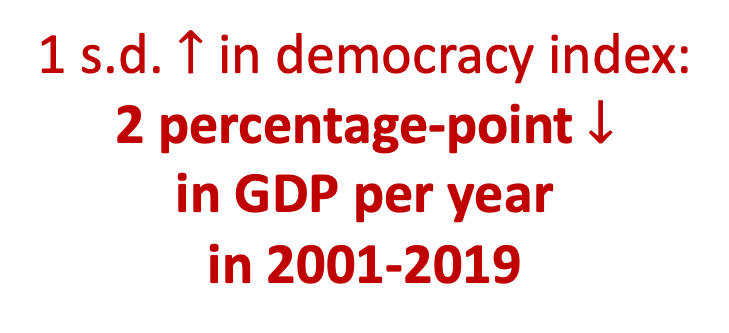 1 s.d. ↑ in democracy index:
2 percentage-point ↓
in GDP per year
in 2001-2019